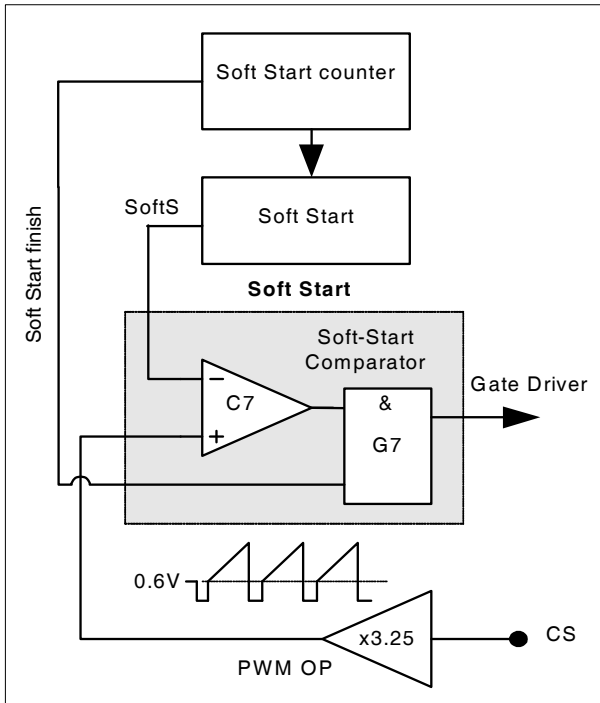 Soft Start counter
SoftS
Soft Start
Soft Start finish
Soft Start
Soft-Start
Comparator
Gate Driver
−
C7
+
&
G7
0.6V
x3.25
CS
PWM OP